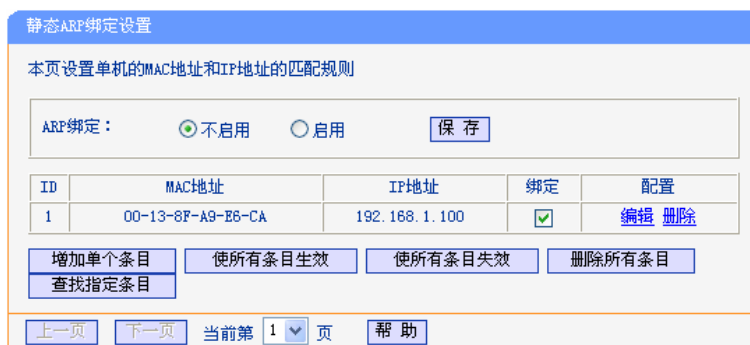 静态ARP绑定设置
本页设置单机的MAC地址和IP地址的匹配规则
ARP绑定： 不启用 启用 保 存
ID MAC地址 IP地址 绑定 配置
1 00-13-8F-A9-E6-CA 192.168.1.100 编辑 删除
增加单个条目 使所有条目生效 使所有条目失效 删除所有条目
查找指定条目
上一页 下一页 当前第 1 页 帮 助